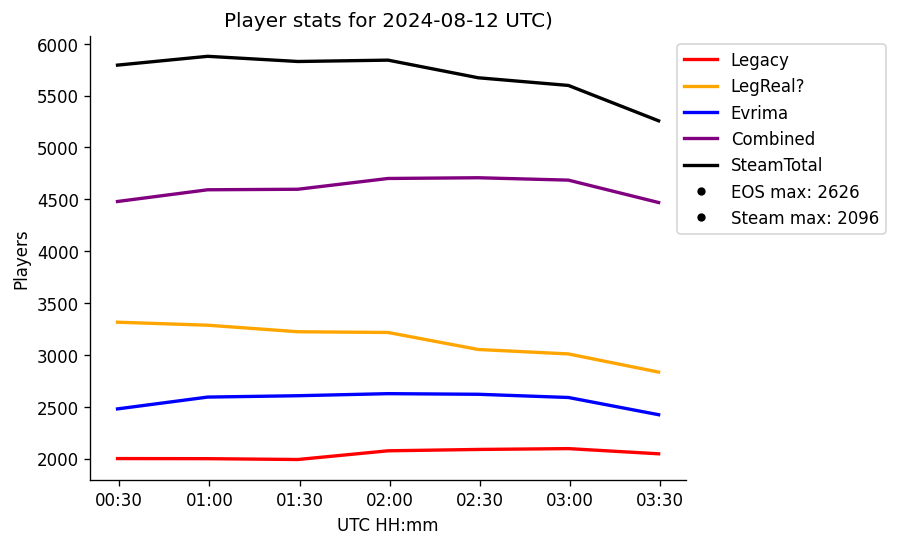 Player stats for 2024-08-12 UTC)
6000
5500
5000
4500
4000
3500
3000
2500
2000
Players
00:30 01:00 01:30 02:00 02:30 03:00 03:30
UTC HH:mm
Legacy
LegReal?
Evrima
Combined
SteamTotal
EOS max: 2626
Steam max: 2096